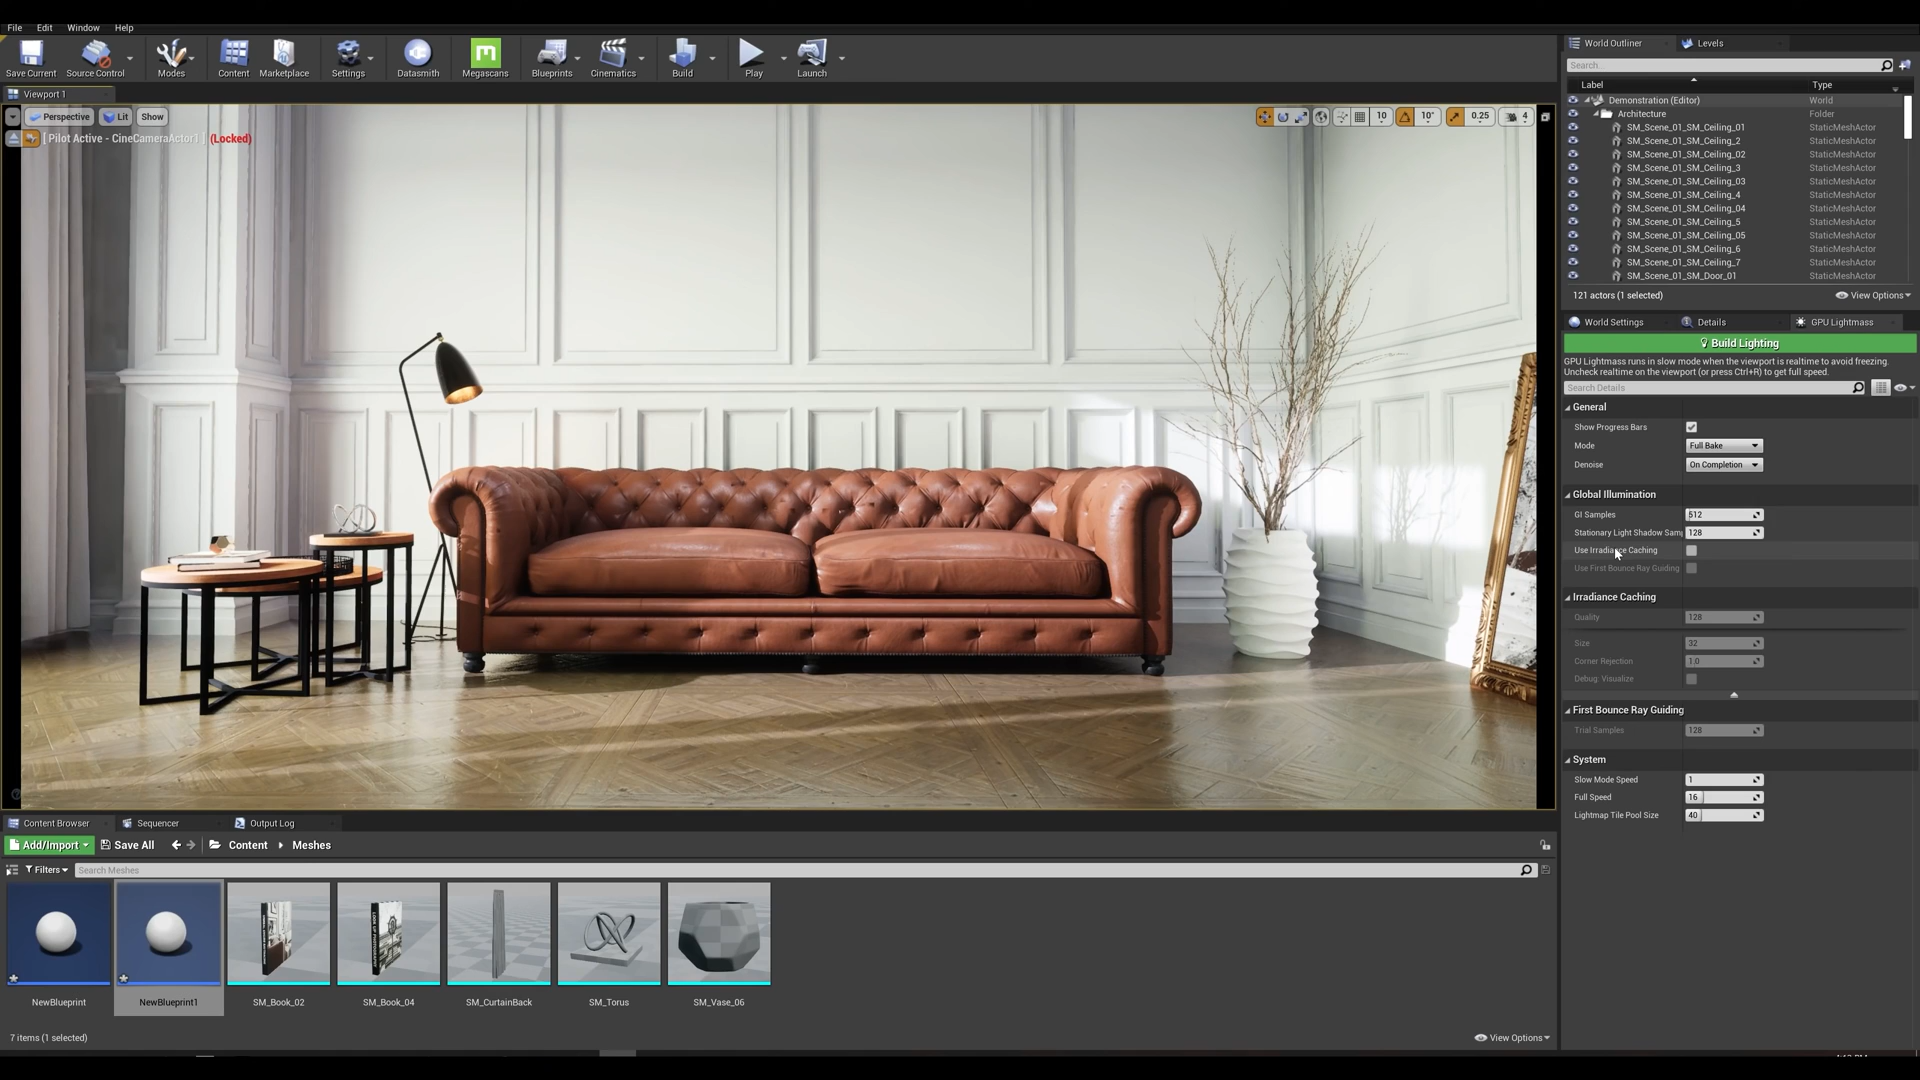 File Edit Window Help
Save Current Source Control Modes Content Marketplace Settings Datasmith Megascans Blueprints Cinematics Build Play Launch
Viewport 1
Perspective Lit Show 10 10° 0.25 4
[ Pilot Active - CineCameraActor1 ] (Locked)
World Outliner Levels
Search...
Label Type
Demonstration (Editor) World
Architecture Folder
SM_Scene_01_SM_Ceiling_01 StaticMeshActor
SM_Scene_01_SM_Ceiling_2 StaticMeshActor
SM_Scene_01_SM_Ceiling_02 StaticMeshActor
SM_Scene_01_SM_Ceiling_3 StaticMeshActor
SM_Scene_01_SM_Ceiling_03 StaticMeshActor
SM_Scene_01_SM_Ceiling_4 StaticMeshActor
SM_Scene_01_SM_Ceiling_04 StaticMeshActor
SM_Scene_01_SM_Ceiling_5 StaticMeshActor
SM_Scene_01_SM_Ceiling_05 StaticMeshActor
SM_Scene_01_SM_Ceiling_6 StaticMeshActor
SM_Scene_01_SM_Ceiling_7 StaticMeshActor
SM_Scene_01_SM_Door_01 StaticMeshActor
121 actors (1 selected) View Options
World Settings Details GPU Lightmass
Build Lighting
GPU Lightmass runs in slow mode when the viewport is realtime to avoid freezing.
Uncheck realtime on the viewport (or press Ctrl+R) to get full speed.
Search Details
General
Show Progress Bars
Mode Full Bake
Denoise On Completion
Global Illumination
GI Samples 512
Stationary Light Shadow Sam 128
Use Irradiance Caching
Use First Bounce Ray Guiding
Irradiance Caching
Quality 128
Size 32
Corner Rejection 1.0
Debug: Visualize
First Bounce Ray Guiding
Trial Samples 128
System
Slow Mode Speed 1
Full Speed 16
Lightmap Tile Pool Size 40
Content Browser Sequencer Output Log
Add/Import Save All Content Meshes
Filters Search Meshes
NewBlueprint NewBlueprint1 SM_Book_02 SM_Book_04 SM_CurtainBack SM_Torus SM_Vase_06
7 items (1 selected) View Options